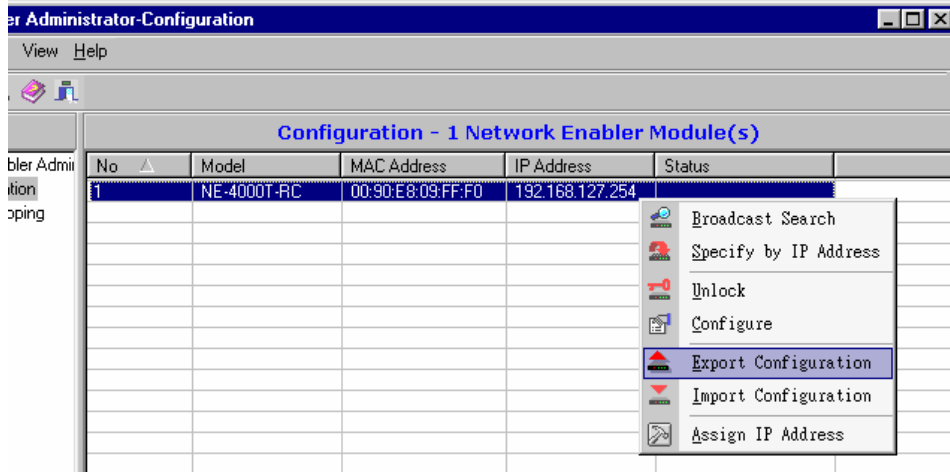 er Administrator-Configuration
View Help
Configuration - 1 Network Enabler Module(s)
bler Admii
No Model MAC Address IP Address Status
ation
1 NE-4000T-RC 00:90:E8:09:FF:F0 192.168.127.254
pping
Broadcast Search
Specify by IP Address
Unlock
Configure
Export Configuration
Import Configuration
Assign IP Address